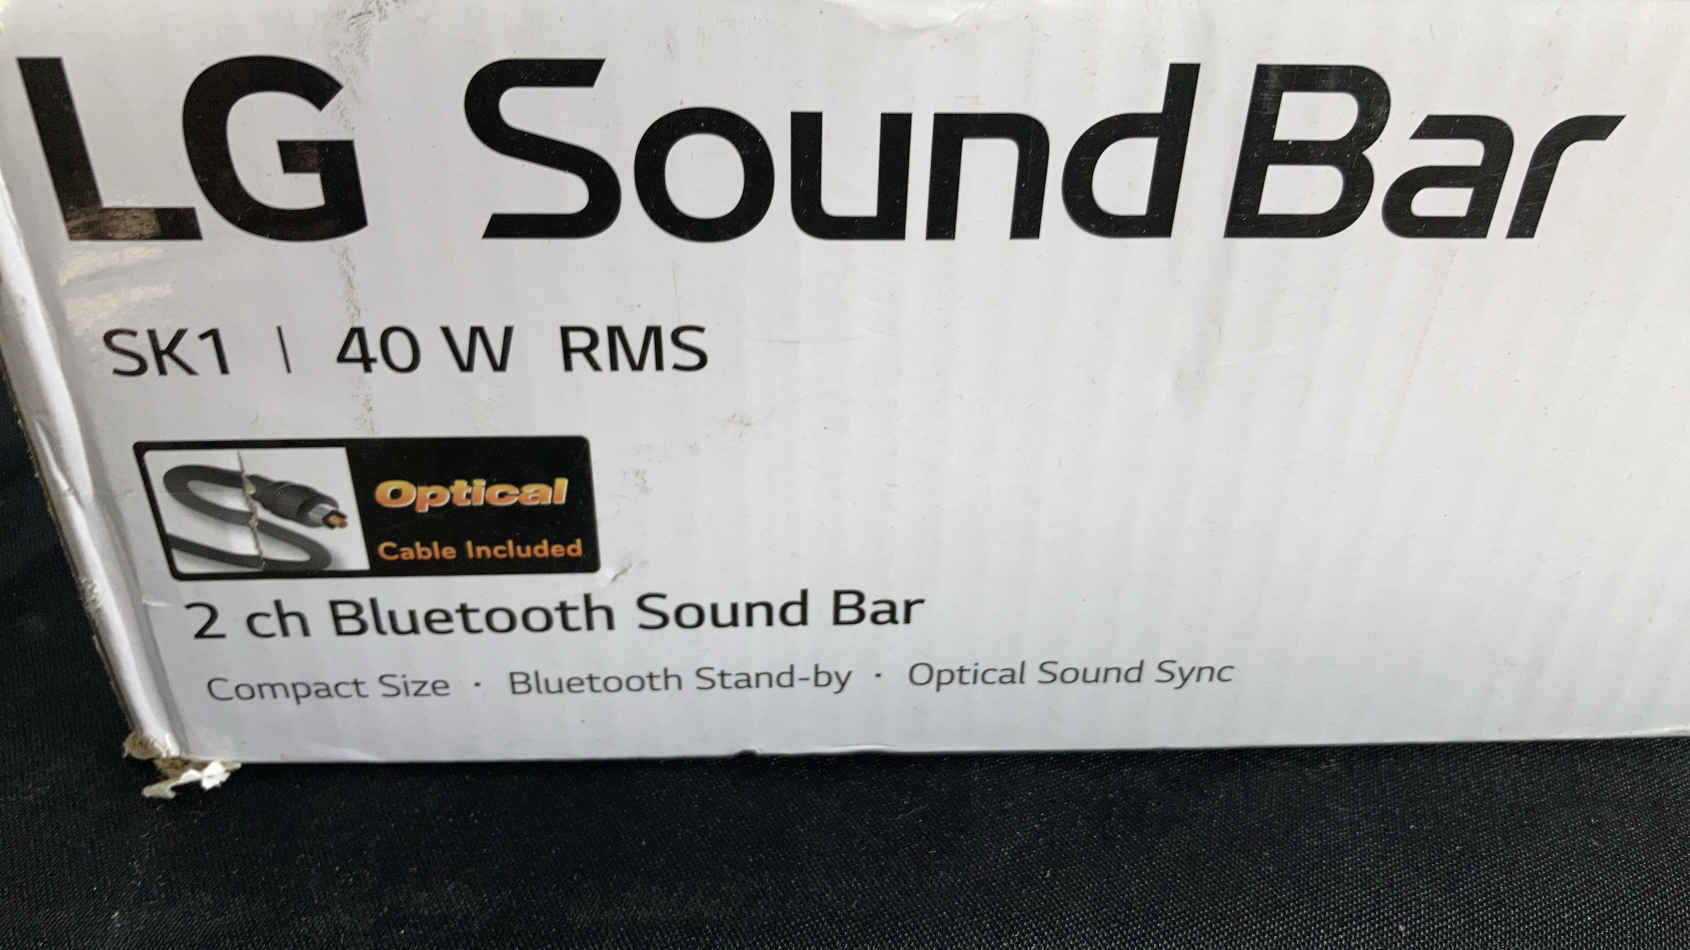 LG Sound Bar
SK1 | 40 W RMS
Optical
Cable Included
2 ch Bluetooth Sound Bar
Compact Size · Bluetooth Stand-by · Optical Sound Sync